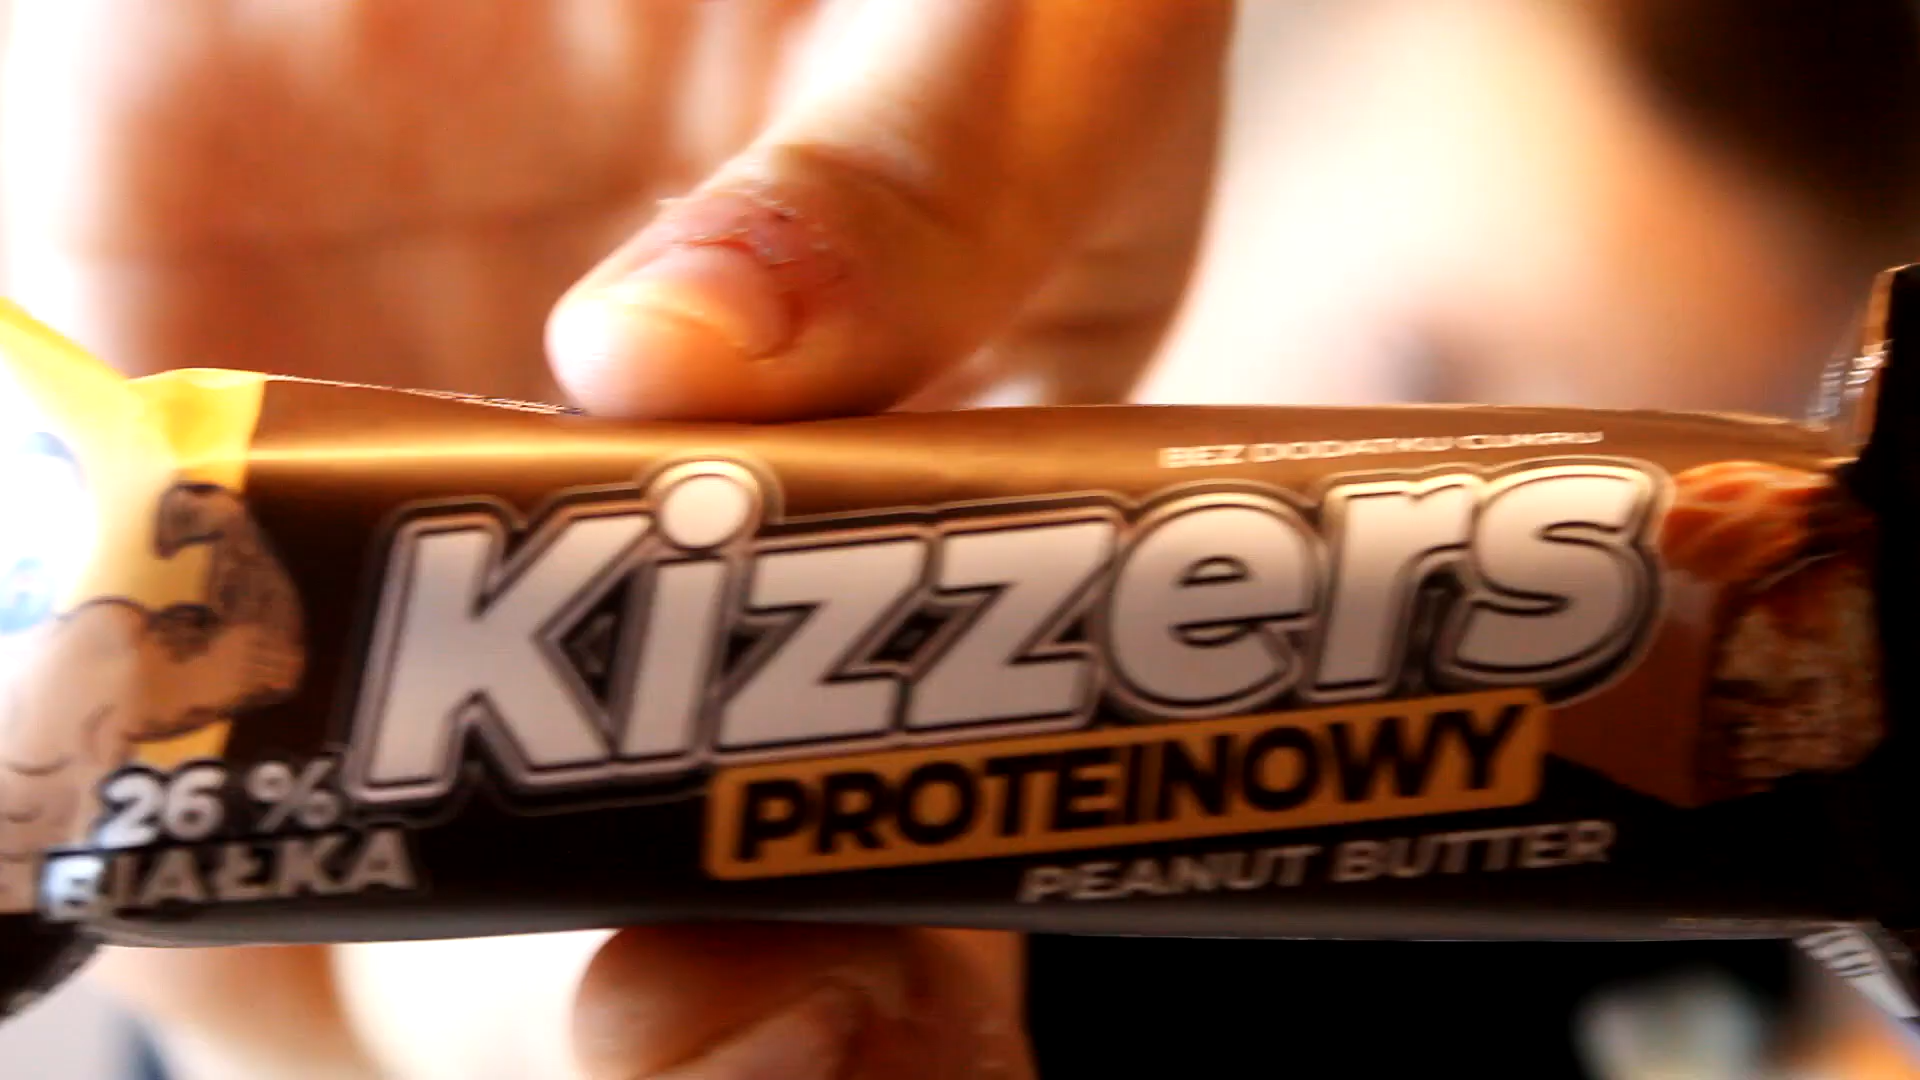 BEZ DODATKU CUKRU
Kizzers
PROTEINOWY
PEANUT BUTTER
26 %
BIAŁKA